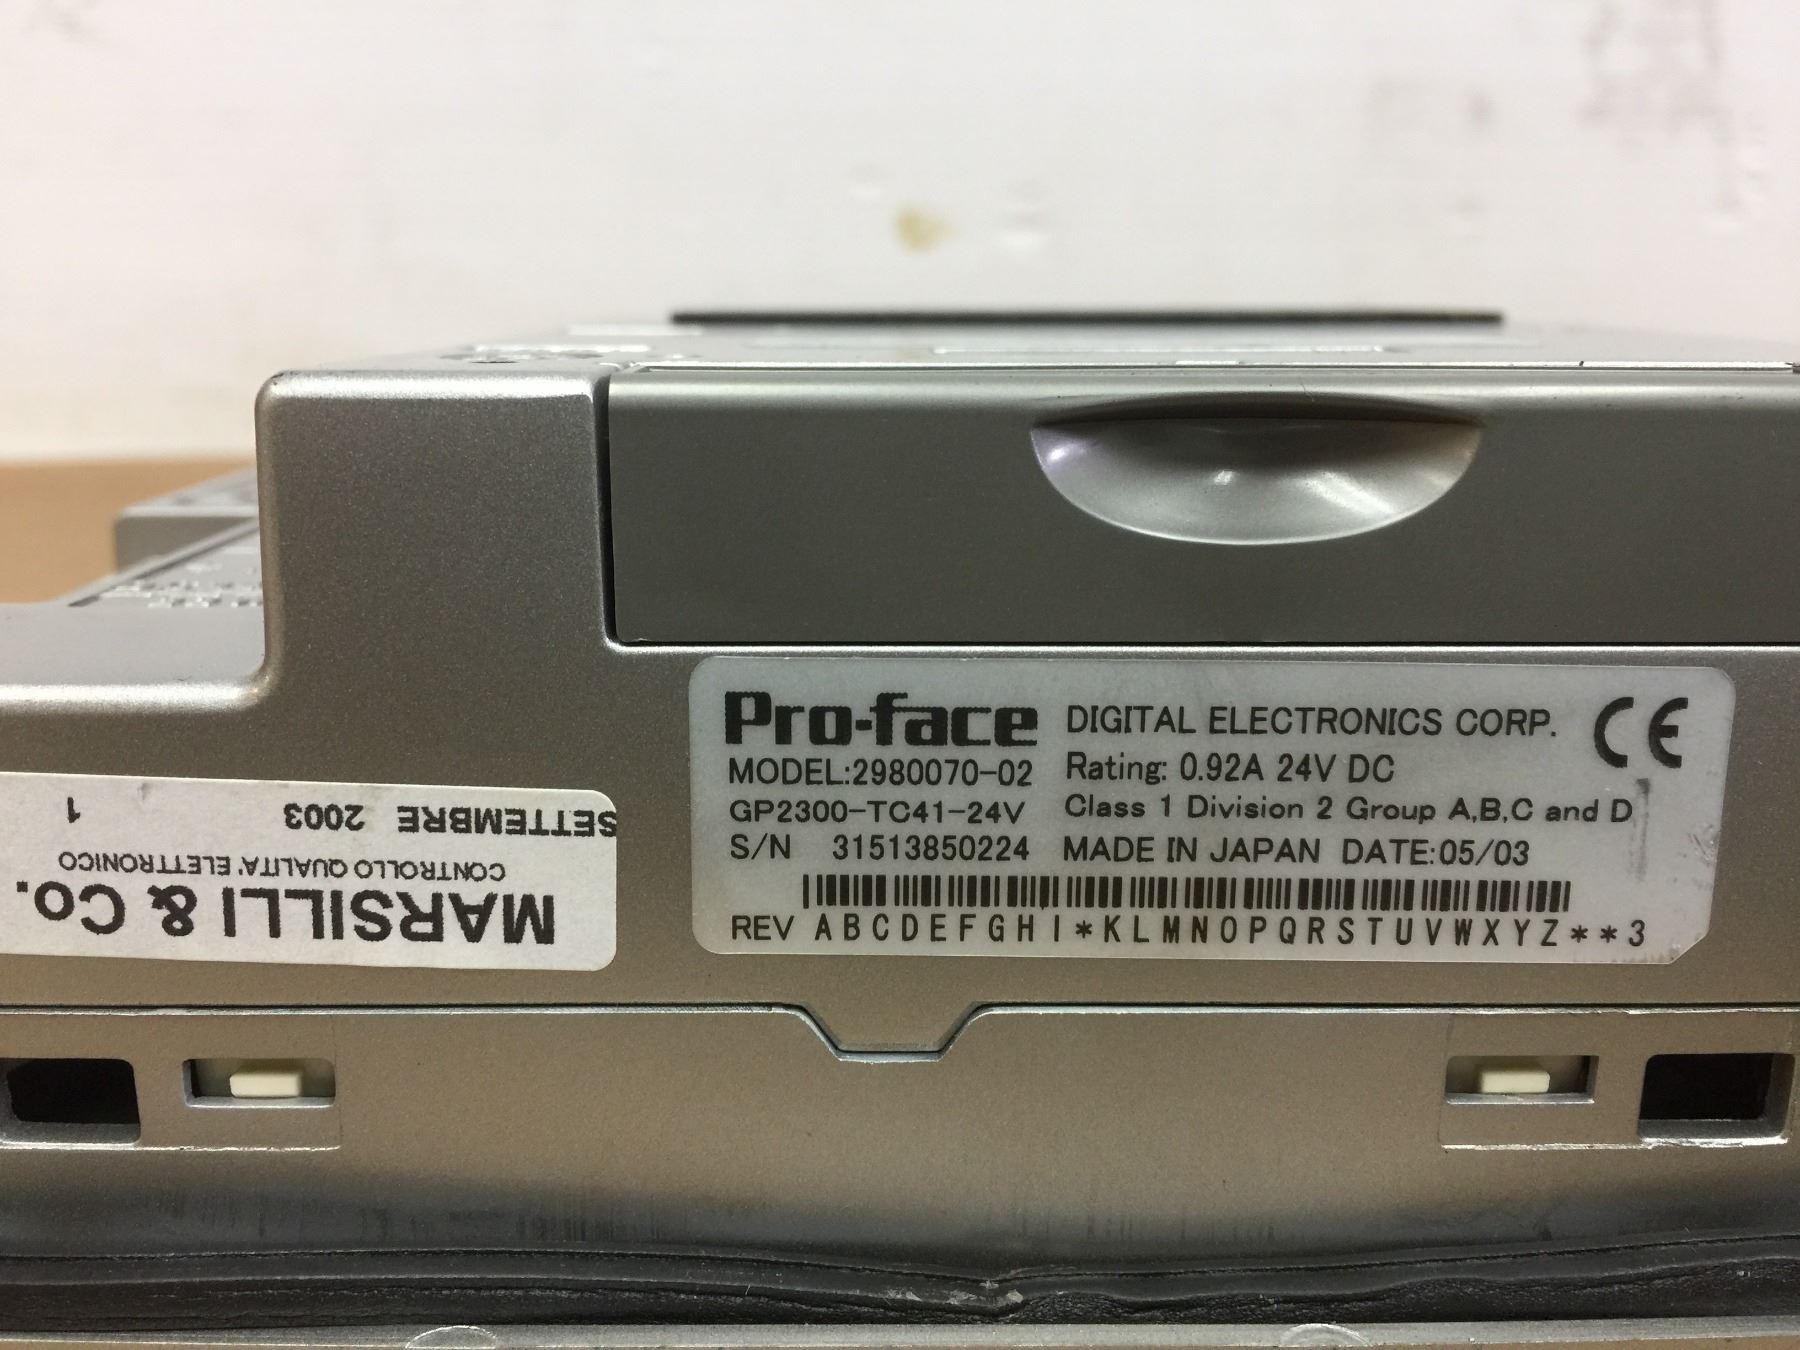 Pro-face DIGITAL ELECTRONICS CORP. CE
MODEL:2980070-02 Rating: 0.92A 24V DC
GP2300-TC41-24V Class 1 Division 2 Group A,B,C and D
S/N 31513850224 MADE IN JAPAN DATE:05/03
REV A B C D E F G H I * K L M N O P Q R S T U V W X Y Z * * 3
MARSILLI & Co.
CONTROLLO QUALITA' ELETTRONICO
SETTEMBRE 2003 1